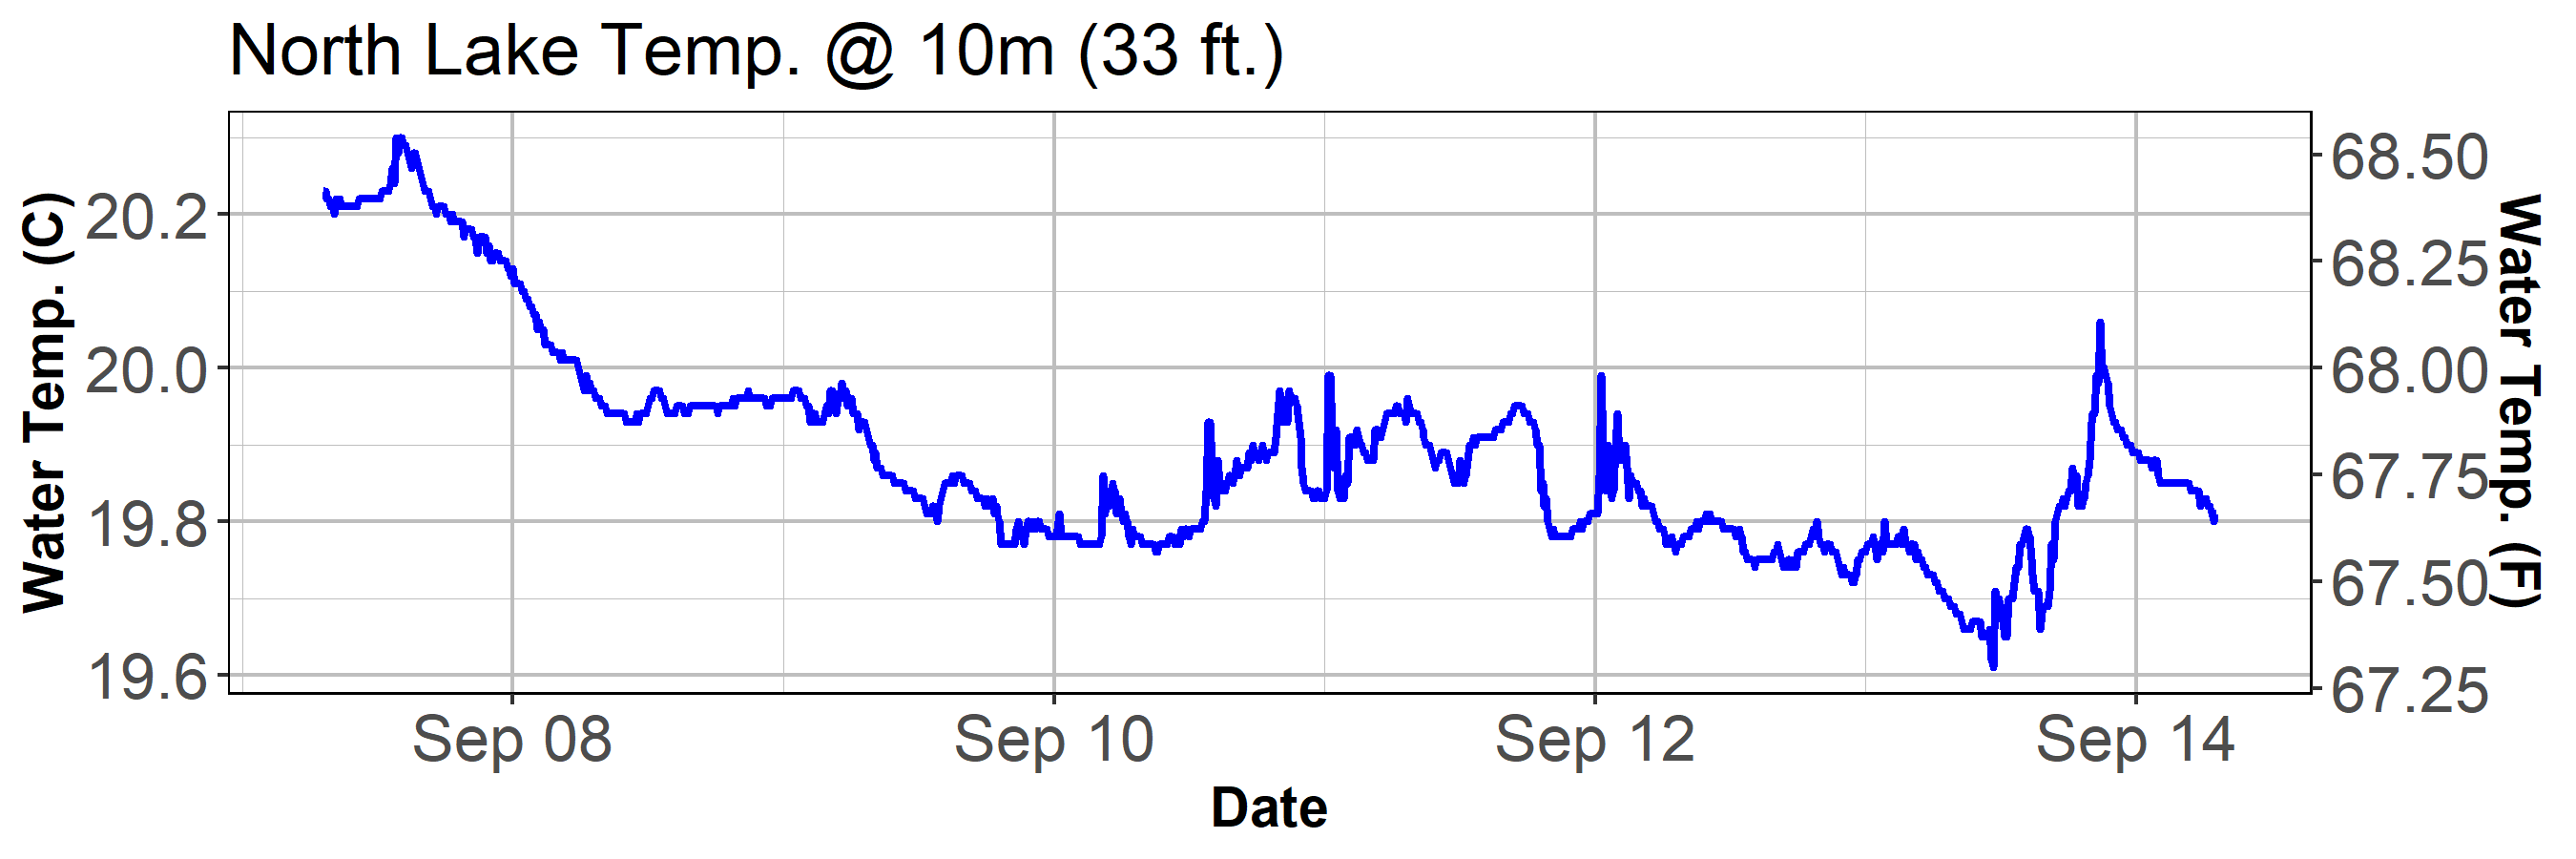 North Lake Temp. @ 10m (33 ft.)
Water Temp. (C)
20.2
20.0
19.8
19.6
68.50
68.25
68.00
67.75
67.50
67.25
Water Temp. (F)
Sep 08
Sep 10
Sep 12
Sep 14
Date